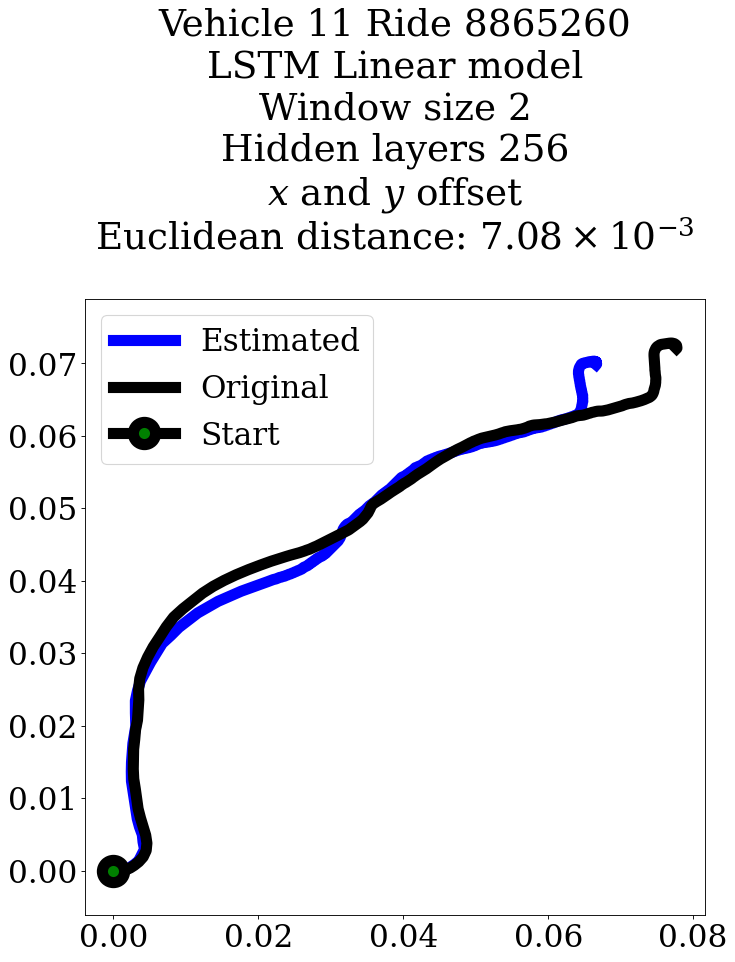 Vehicle 11 Ride 8865260
LSTM Linear model
Window size 2
Hidden layers 256
x and y offset
Euclidean distance: 7.08 × 10⁻³
Estimated
Original
Start
0.07
0.06
0.05
0.04
0.03
0.02
0.01
0.00
0.00 0.02 0.04 0.06 0.08